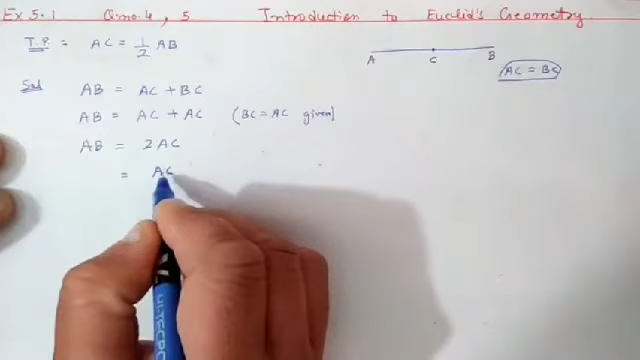 Ex 5.1 Q.no.4, 5 Introduction to Euclid's Geometry.
T.P. = AC = 1/2 AB
A C B
AC = BC
Sol AB = AC + BC
AB = AC + AC (BC = AC given)
AB = 2AC
= AC